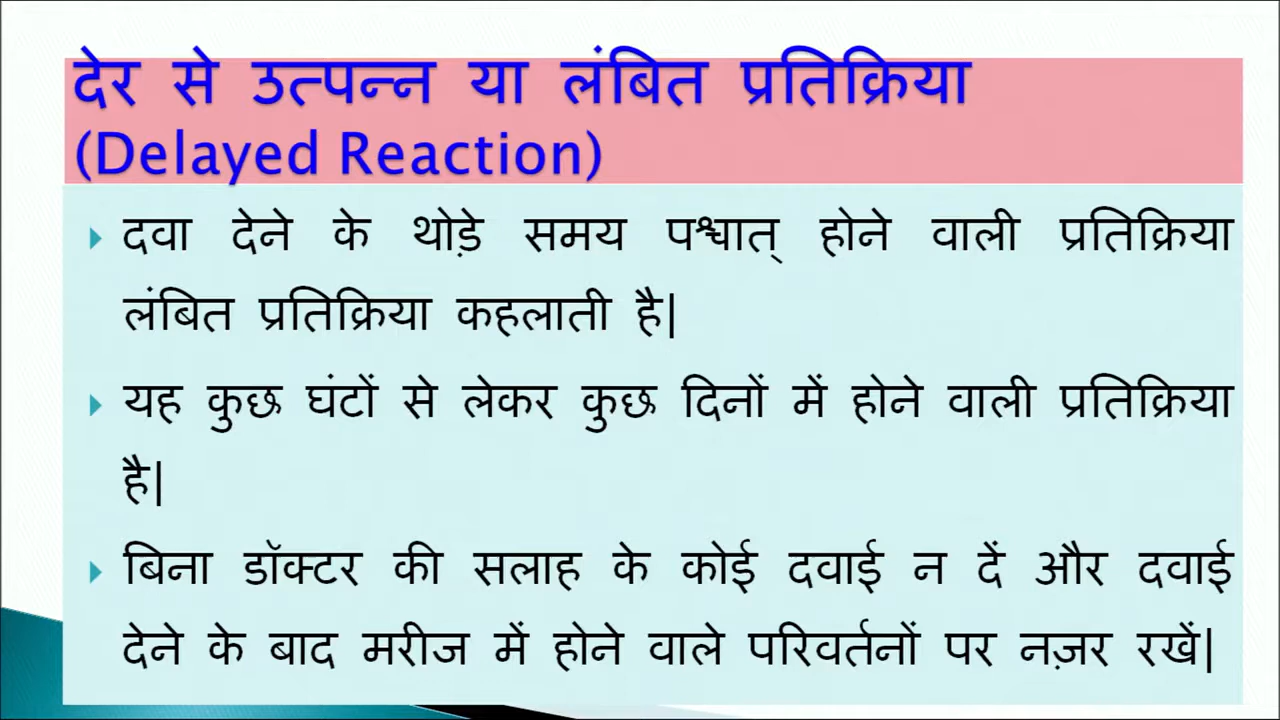 देर से उत्पन्न या लंबित प्रतिक्रिया
(Delayed Reaction)
दवा देने के थोड़े समय पश्चात् होने वाली प्रतिक्रिया
लंबित प्रतिक्रिया कहलाती है|
यह कुछ घंटों से लेकर कुछ दिनों में होने वाली प्रतिक्रिया
है|
बिना डॉक्टर की सलाह के कोई दवाई न दें और दवाई
देने के बाद मरीज में होने वाले परिवर्तनों पर नज़र रखें|